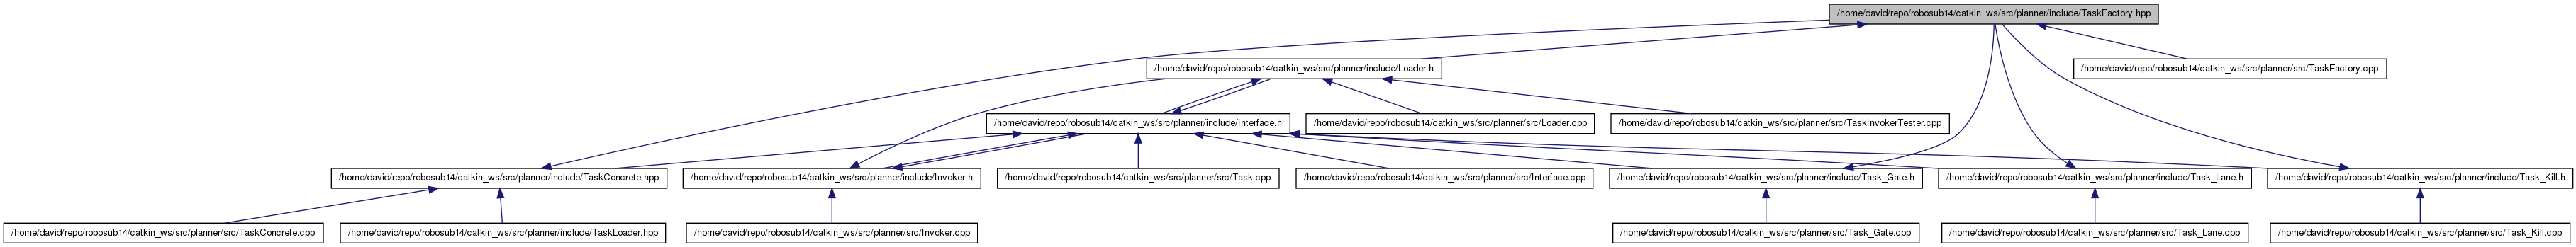 /home/david/repo/robosub14/catkin_ws/src/planner/include/TaskFactory.hpp
/home/david/repo/robosub14/catkin_ws/src/planner/include/Loader.h
/home/david/repo/robosub14/catkin_ws/src/planner/src/TaskFactory.cpp
/home/david/repo/robosub14/catkin_ws/src/planner/include/Interface.h
/home/david/repo/robosub14/catkin_ws/src/planner/src/Loader.cpp
/home/david/repo/robosub14/catkin_ws/src/planner/src/TaskInvokerTester.cpp
/home/david/repo/robosub14/catkin_ws/src/planner/include/TaskConcrete.hpp
/home/david/repo/robosub14/catkin_ws/src/planner/include/Invoker.h
/home/david/repo/robosub14/catkin_ws/src/planner/src/Task.cpp
/home/david/repo/robosub14/catkin_ws/src/planner/src/Interface.cpp
/home/david/repo/robosub14/catkin_ws/src/planner/include/Task_Gate.h
/home/david/repo/robosub14/catkin_ws/src/planner/include/Task_Lane.h
/home/david/repo/robosub14/catkin_ws/src/planner/include/Task_Kill.h
/home/david/repo/robosub14/catkin_ws/src/planner/src/TaskConcrete.cpp
/home/david/repo/robosub14/catkin_ws/src/planner/include/TaskLoader.hpp
/home/david/repo/robosub14/catkin_ws/src/planner/src/Invoker.cpp
/home/david/repo/robosub14/catkin_ws/src/planner/src/Task_Gate.cpp
/home/david/repo/robosub14/catkin_ws/src/planner/src/Task_Lane.cpp
/home/david/repo/robosub14/catkin_ws/src/planner/src/Task_Kill.cpp